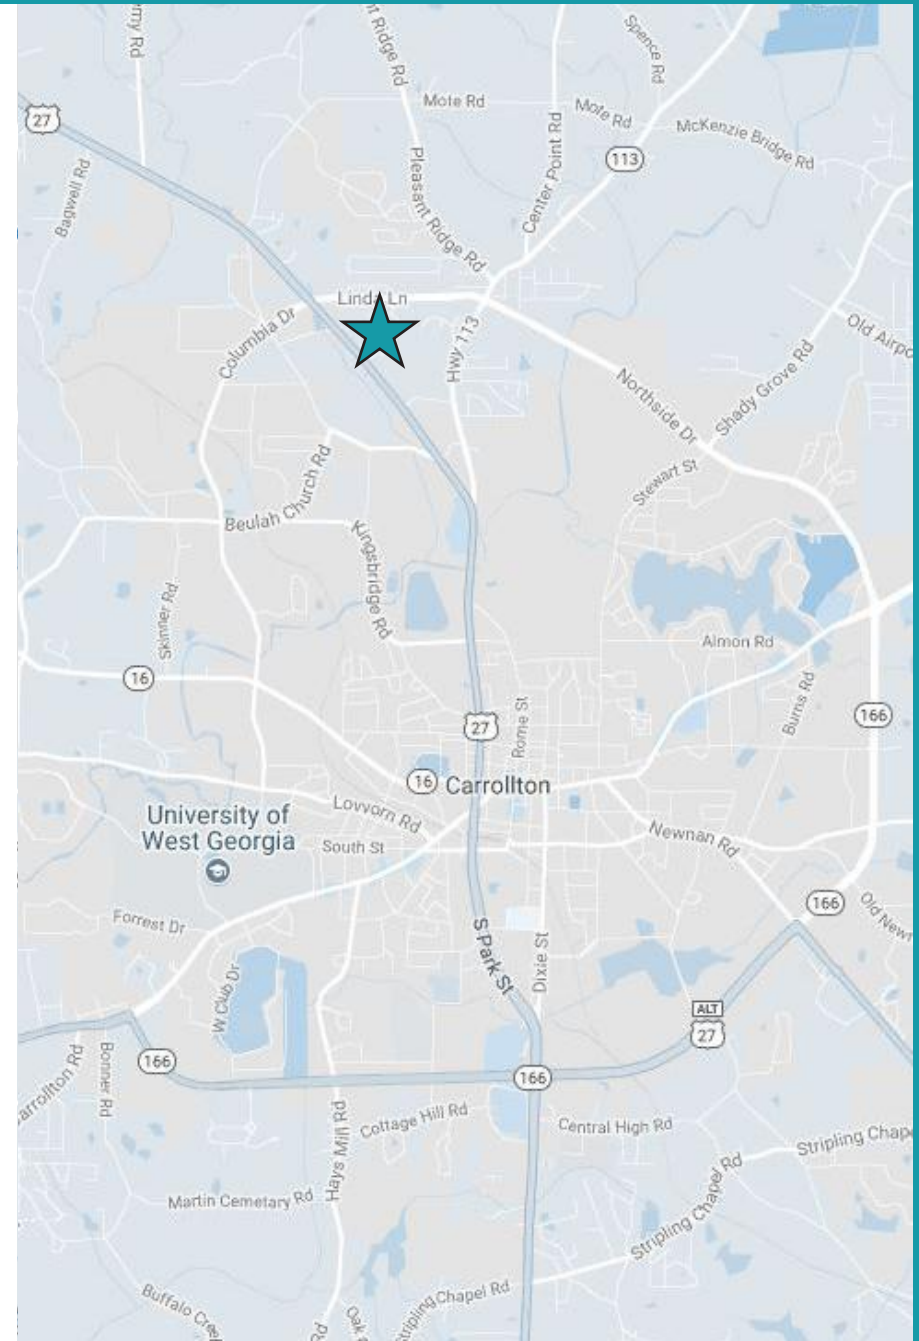 Spence Rd
Mote Rd
Mote Rd
27
McKenzie Bridge Rd
113
Bagwell Rd
Center Point Rd
Pleasant Ridge Rd
Linda Ln
Columbia Dr
Hwy 113
Old Airpo
Shady Grove Rd
Northside Dr
Stewart St
Beulah Church Rd
Kingsbridge Rd
Skinner Rd
Almon Rd
16
Burns Rd
166
27
Rome St
16
Carrollton
University of
West Georgia
Lovvorn Rd
South St
Newnan Rd
166
Forrest Dr
S Park St
Dixie St
W Club Dr
ALT
27
166
166
Bonner Rd
Hays Mill Rd
Cottage Hill Rd
Central High Rd
Stripling Chap
Martin Cemetary Rd
Stripling Chapel Rd
Buffalo Cree
Rd
tripling Chapel Rd